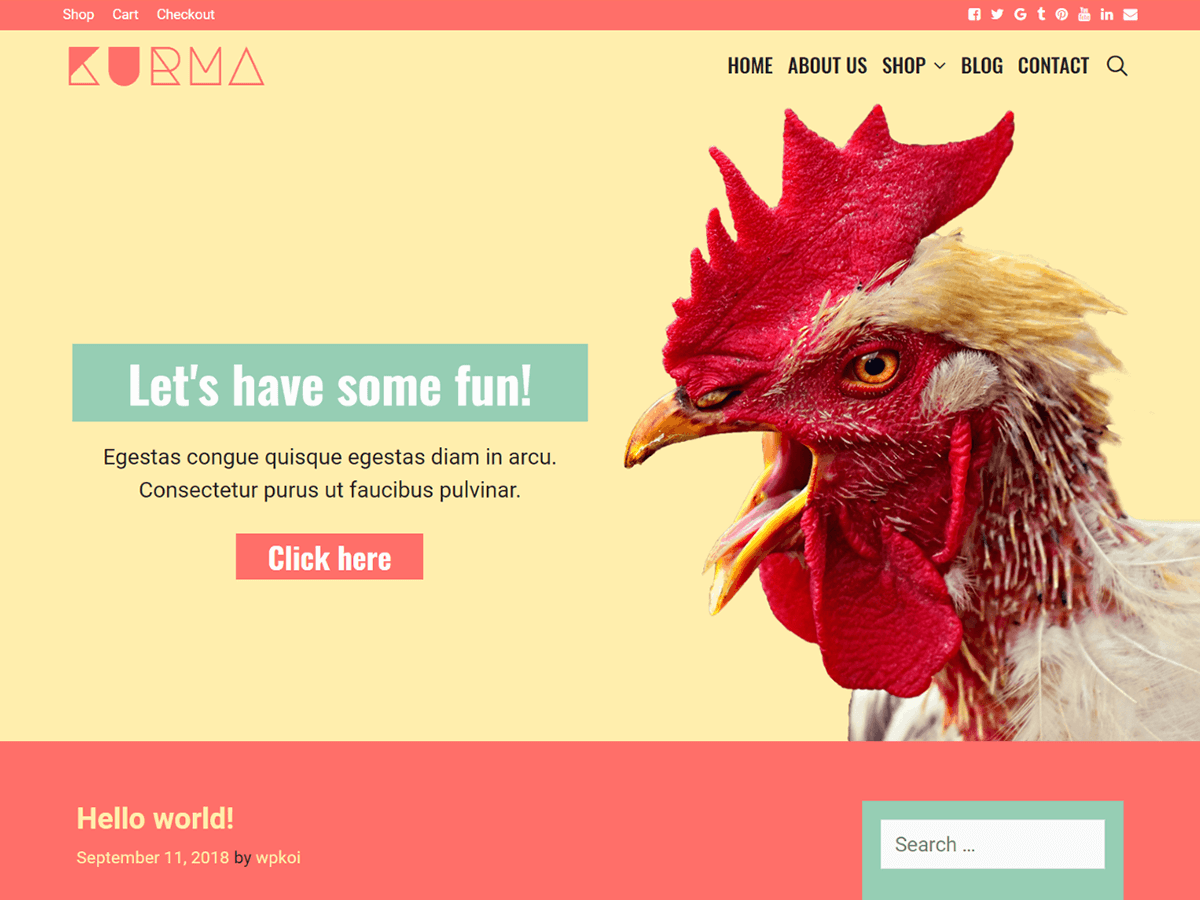 Shop Cart Checkout
KURMA
HOME ABOUT US SHOP BLOG CONTACT
Let's have some fun!
Egestas congue quisque egestas diam in arcu.
Consectetur purus ut faucibus pulvinar.
Click here
Hello world!
September 11, 2018 by wpkoi
Search ...